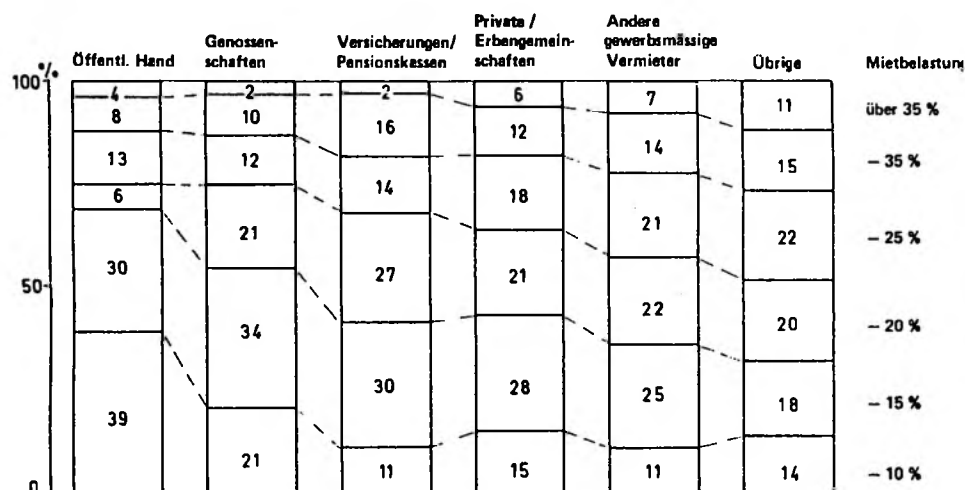 Öffentl. Hand
Genossen-
schaften
Versicherungen/
Pensionskassen
Private /
Erbengemein-
schaften
Andere
gewerbsmässige
Vermieter
Übrige
Mietbelastung
%
100
50
0
4 2 2 6 7 11 über 35 %
8 10 16 12 14 15 – 35 %
13 12 14 18 21 22 – 25 %
6 21 27 21 22 20 – 20 %
30 34 30 28 25 18 – 15 %
39 21 11 15 11 14 – 10 %